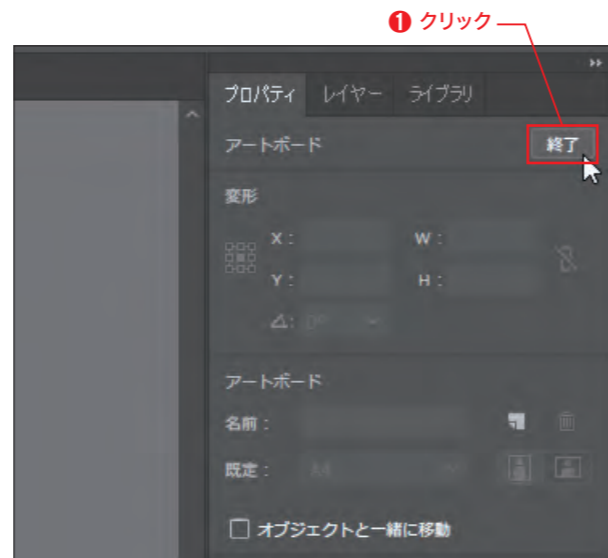 ❶ クリック
プロパティ レイヤー ライブラリ
アートボード 終了
変形
X : W :
Y : H :
⊿: 0°
アートボード
名前 :
既定 : A4
オブジェクトと一緒に移動